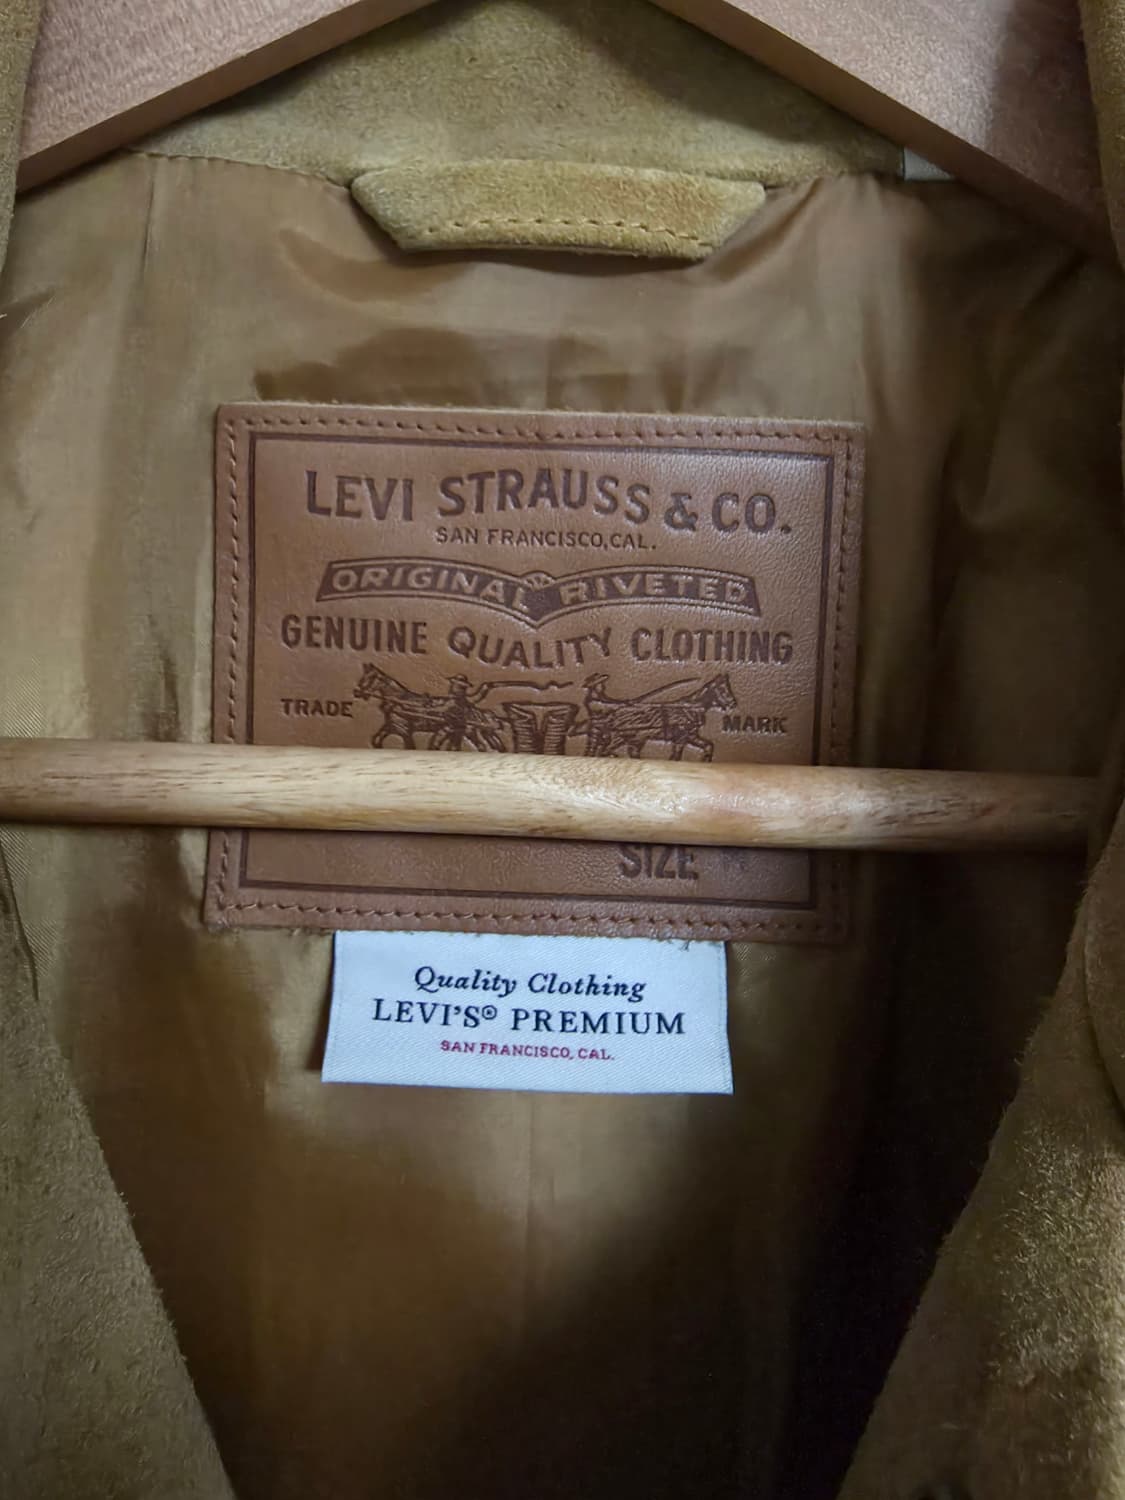 LEVI STRAUSS & CO.
SAN FRANCISCO, CAL.
ORIGINAL RIVETED
GENUINE QUALITY CLOTHING
TRADE MARK
SIZE
Quality Clothing
LEVI'S® PREMIUM
SAN FRANCISCO, CAL.